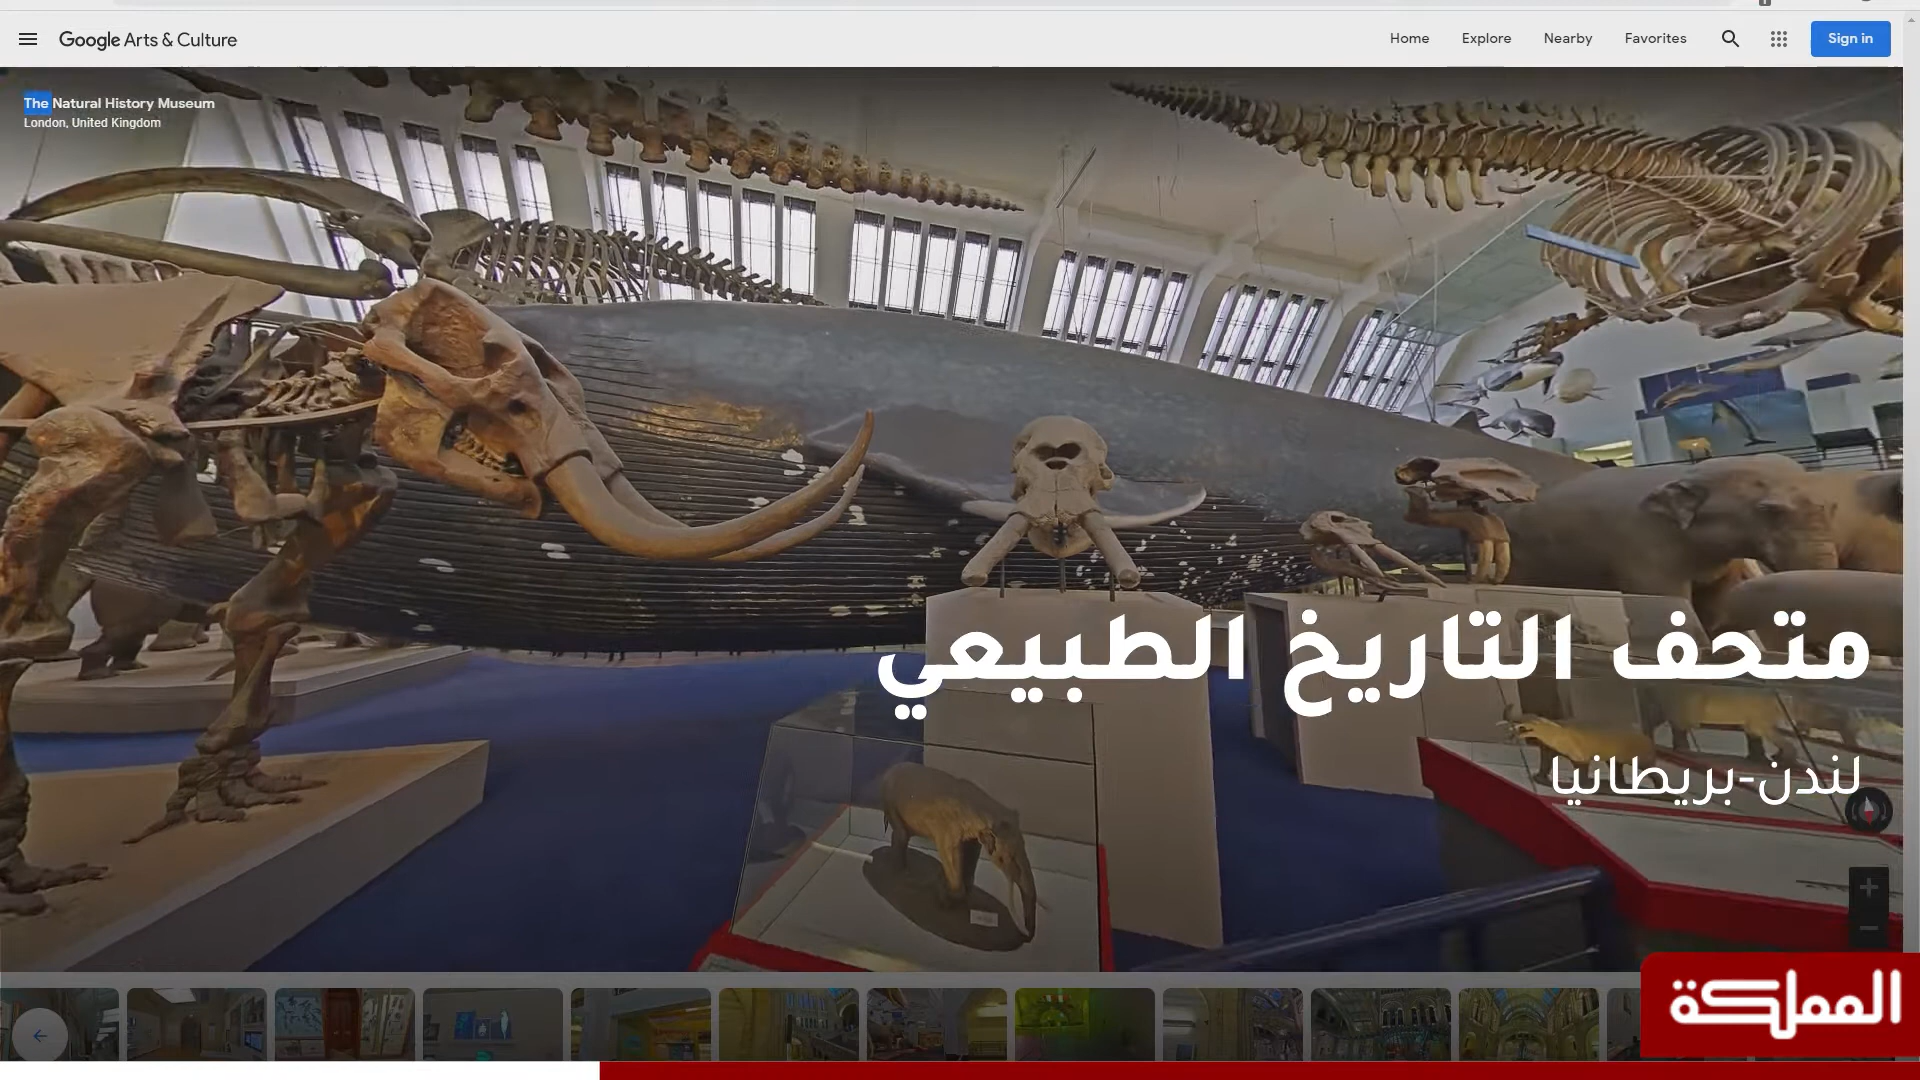 Google Arts & Culture
Home
Explore
Nearby
Favorites
Sign in
The Natural History Museum
London, United Kingdom
متحف التاريخ الطبيعي
لندن-بريطانيا
المملكة